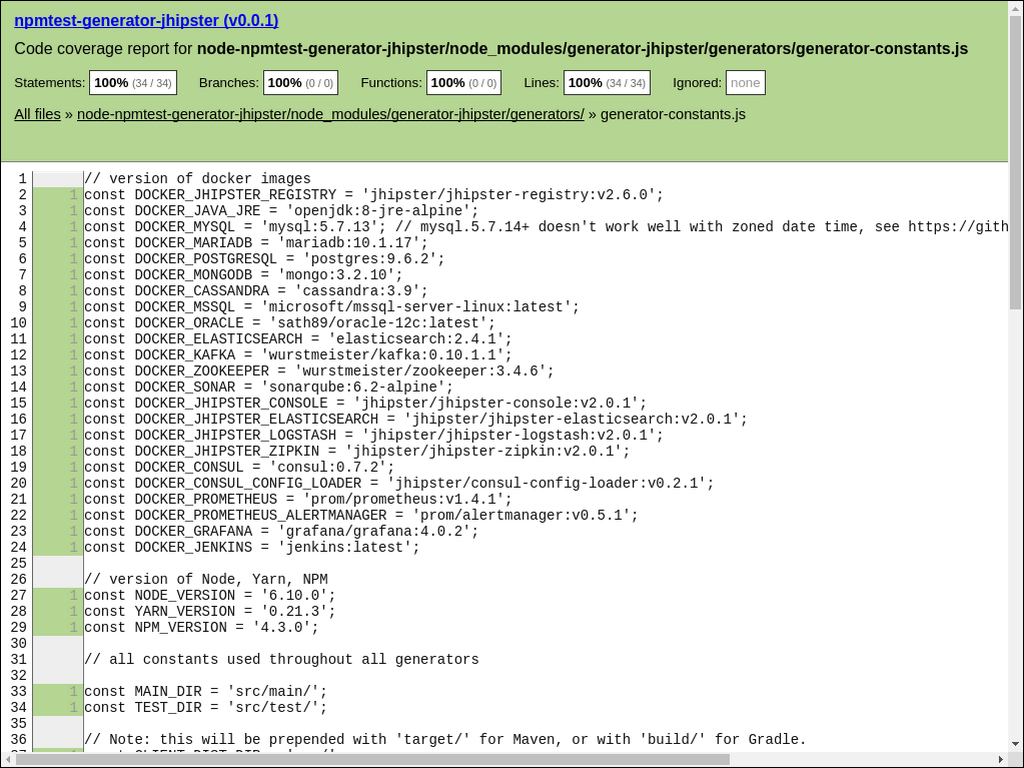 npmtest-generator-jhipster (v0.0.1)
Code coverage report for node-npmtest-generator-jhipster/node_modules/generator-jhipster/generators/generator-constants.js
Statements: 100% (34 / 34) Branches: 100% (0 / 0) Functions: 100% (0 / 0) Lines: 100% (34 / 34) Ignored: none
All files » node-npmtest-generator-jhipster/node_modules/generator-jhipster/generators/ » generator-constants.js
1 // version of docker images
2 1 const DOCKER_JHIPSTER_REGISTRY = 'jhipster/jhipster-registry:v2.6.0';
3 1 const DOCKER_JAVA_JRE = 'openjdk:8-jre-alpine';
4 1 const DOCKER_MYSQL = 'mysql:5.7.13'; // mysql.5.7.14+ doesn't work well with zoned date time, see https://gith
5 1 const DOCKER_MARIADB = 'mariadb:10.1.17';
6 1 const DOCKER_POSTGRESQL = 'postgres:9.6.2';
7 1 const DOCKER_MONGODB = 'mongo:3.2.10';
8 1 const DOCKER_CASSANDRA = 'cassandra:3.9';
9 1 const DOCKER_MSSQL = 'microsoft/mssql-server-linux:latest';
10 1 const DOCKER_ORACLE = 'sath89/oracle-12c:latest';
11 1 const DOCKER_ELASTICSEARCH = 'elasticsearch:2.4.1';
12 1 const DOCKER_KAFKA = 'wurstmeister/kafka:0.10.1.1';
13 1 const DOCKER_ZOOKEEPER = 'wurstmeister/zookeeper:3.4.6';
14 1 const DOCKER_SONAR = 'sonarqube:6.2-alpine';
15 1 const DOCKER_JHIPSTER_CONSOLE = 'jhipster/jhipster-console:v2.0.1';
16 1 const DOCKER_JHIPSTER_ELASTICSEARCH = 'jhipster/jhipster-elasticsearch:v2.0.1';
17 1 const DOCKER_JHIPSTER_LOGSTASH = 'jhipster/jhipster-logstash:v2.0.1';
18 1 const DOCKER_JHIPSTER_ZIPKIN = 'jhipster/jhipster-zipkin:v2.0.1';
19 1 const DOCKER_CONSUL = 'consul:0.7.2';
20 1 const DOCKER_CONSUL_CONFIG_LOADER = 'jhipster/consul-config-loader:v0.2.1';
21 1 const DOCKER_PROMETHEUS = 'prom/prometheus:v1.4.1';
22 1 const DOCKER_PROMETHEUS_ALERTMANAGER = 'prom/alertmanager:v0.5.1';
23 1 const DOCKER_GRAFANA = 'grafana/grafana:4.0.2';
24 1 const DOCKER_JENKINS = 'jenkins:latest';
25
26 // version of Node, Yarn, NPM
27 1 const NODE_VERSION = '6.10.0';
28 1 const YARN_VERSION = '0.21.3';
29 1 const NPM_VERSION = '4.3.0';
30
31 // all constants used throughout all generators
32
33 1 const MAIN_DIR = 'src/main/';
34 1 const TEST_DIR = 'src/test/';
35
36 // Note: this will be prepended with 'target/' for Maven, or with 'build/' for Gradle.